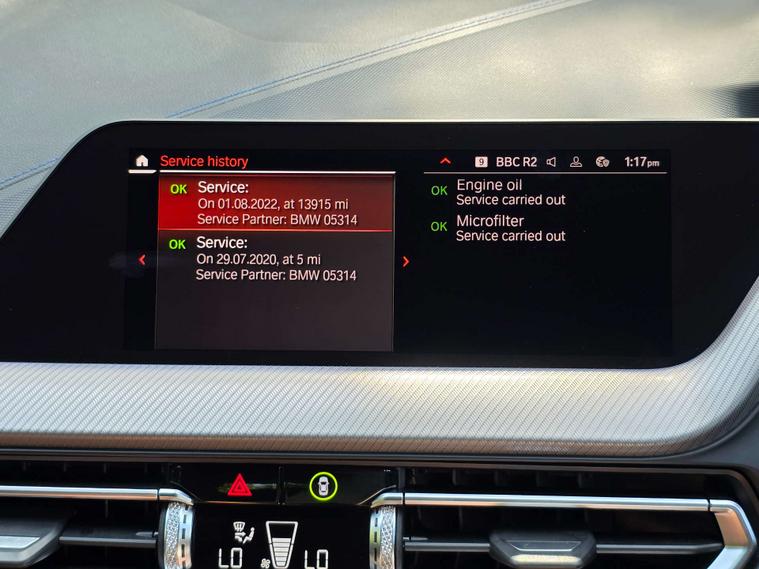 Service history
9 BBC R2 1:17pm
OK Service:
On 01.08.2022, at 13915 mi
Service Partner: BMW 05314
OK Service:
On 29.07.2020, at 5 mi
Service Partner: BMW 05314
OK Engine oil
Service carried out
OK Microfilter
Service carried out
LO LO